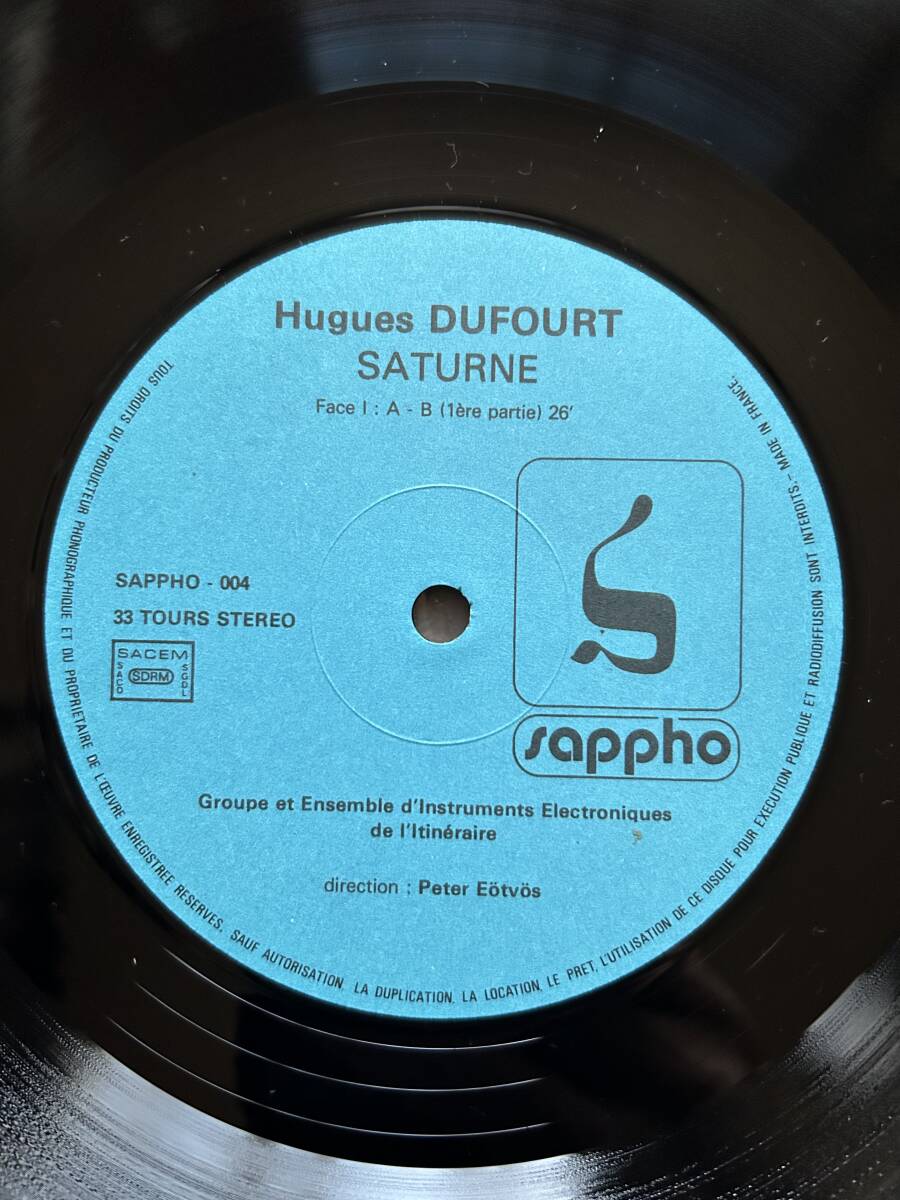 Hugues DUFOURT
SATURNE
Face I : A - B (1ère partie) 26'
SAPPHO - 004
33 TOURS STEREO
SACEM
SACD
SDRM
SGDL
sappho
Groupe et Ensemble d'Instruments Electroniques
de l'Itinéraire
direction : Peter Eötvös
TOUS DROITS DU PRODUCTEUR PHONOGRAPHIQUE ET DU PROPRIETAIRE DE L'ŒUVRE ENREGISTREE RESERVES. SAUF AUTORISATION. LA DUPLICATION. LA LOCATION. LE PRET. L'UTILISATION DE CE DISQUE POUR EXECUTION PUBLIQUE ET RADIODIFFUSION SONT INTERDITS. - MADE IN FRANCE.